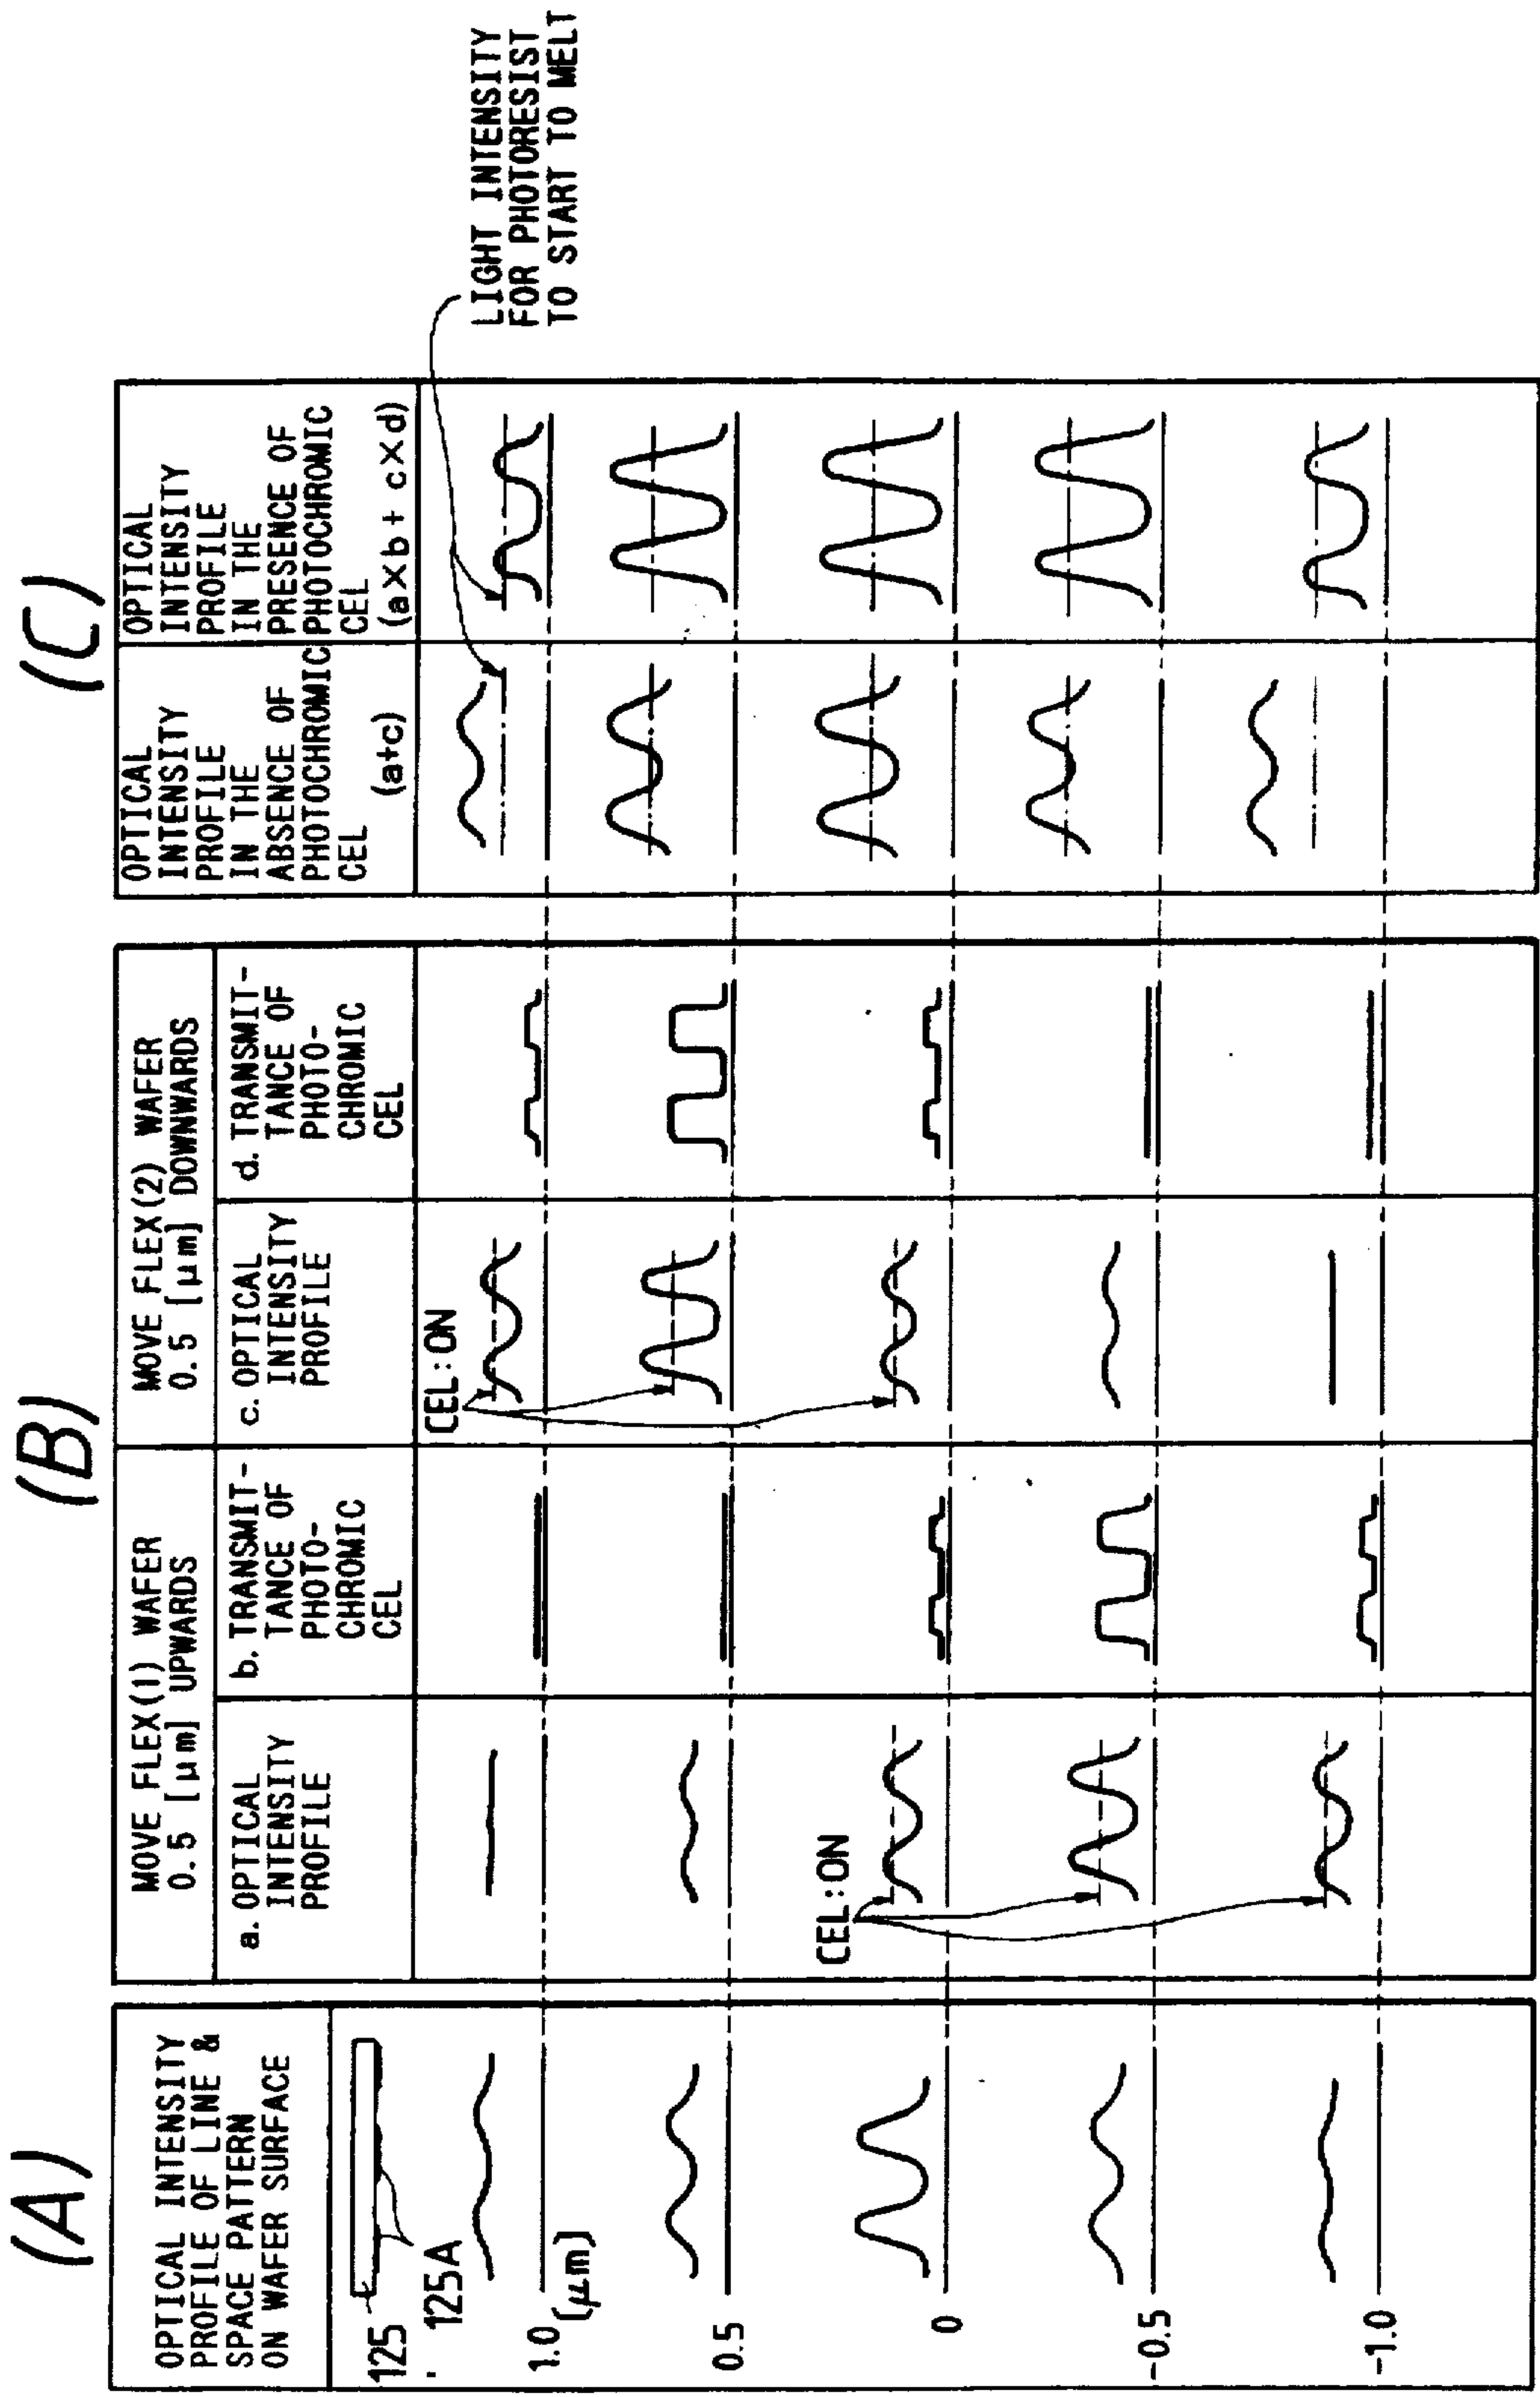 (A)
OPTICAL INTENSITY
PROFILE OF LINE &
SPACE PATTERN
ON WAFER SURFACE
125
125A
1.0
(μm)
0.5
0
-0.5
-1.0
(B)
MOVE FLEX(1) WAFER
0.5 [μm] UPWARDS
a. OPTICAL
INTENSITY
PROFILE
b. TRANSMIT-
TANCE OF
PHOTO-
CHROMIC
CEL
CEL:ON
MOVE FLEX(2) WAFER
0.5 [μm] DOWNWARDS
c. OPTICAL
INTENSITY
PROFILE
d. TRANSMIT-
TANCE OF
PHOTO-
CHROMIC
CEL
CEL:ON
(C)
OPTICAL
INTENSITY
PROFILE
IN THE
ABSENCE OF
PHOTOCHROMIC
CEL
(a+c)
OPTICAL
INTENSITY
PROFILE
IN THE
PRESENCE OF
PHOTOCHROMIC
CEL
(a×b+c×d)
LIGHT INTENSITY
FOR PHOTORESIST
TO START TO MELT